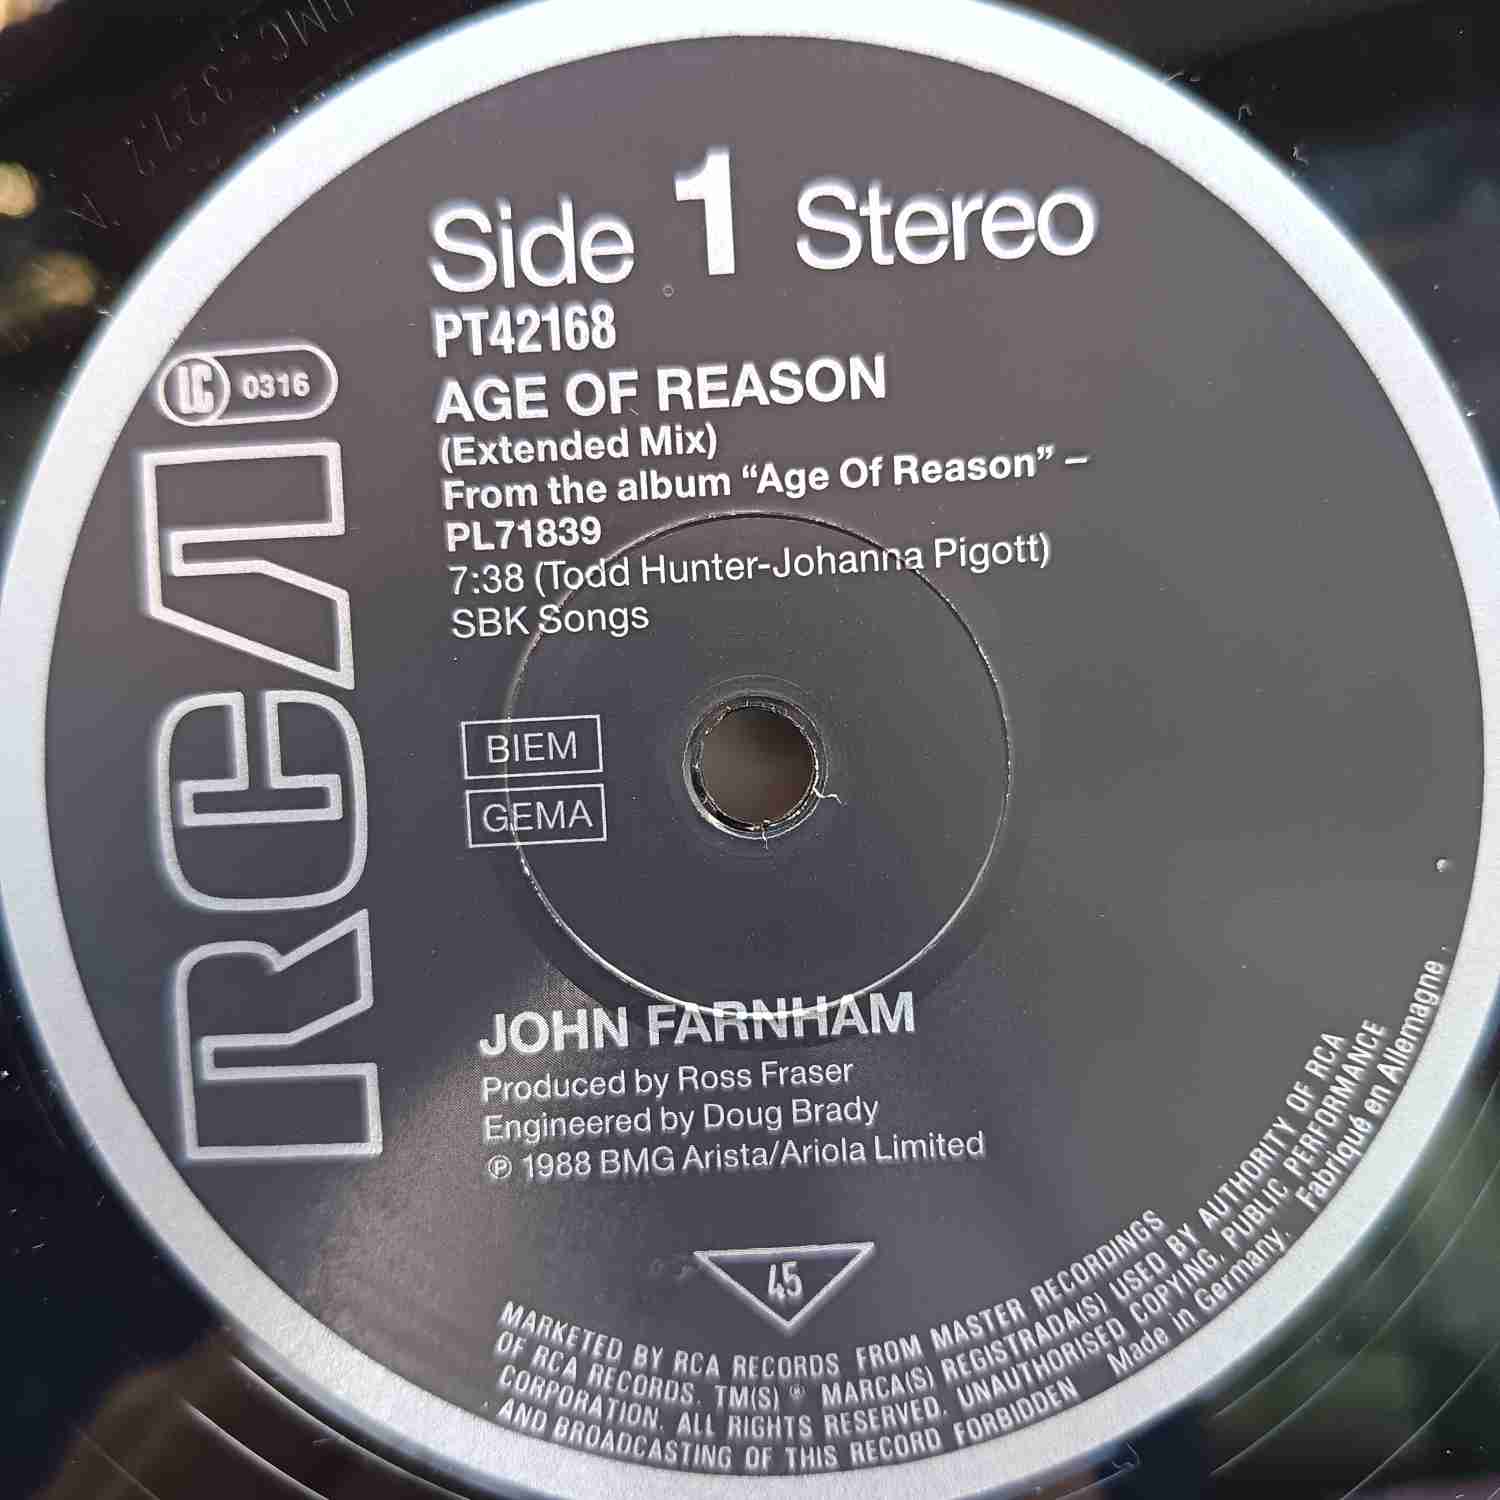 Side 1 Stereo
PT42168
AGE OF REASON
(Extended Mix)
From the album “Age Of Reason” –
PL71839
7:38 (Todd Hunter-Johanna Pigott)
SBK Songs
LC 0316
RCA
BIEM
GEMA
JOHN FARNHAM
Produced by Ross Fraser
Engineered by Doug Brady
℗ 1988 BMG Arista/Ariola Limited
45
MARKETED BY RCA RECORDS FROM MASTER RECORDINGS
OF RCA RECORDS. TM(S) ® MARCA(S) REGISTRADA(S) USED BY AUTHORITY OF RCA
CORPORATION. ALL RIGHTS RESERVED. UNAUTHORISED COPYING, PUBLIC PERFORMANCE
AND BROADCASTING OF THIS RECORD FORBIDDEN Made in Germany. Fabriqué en Allemagne.